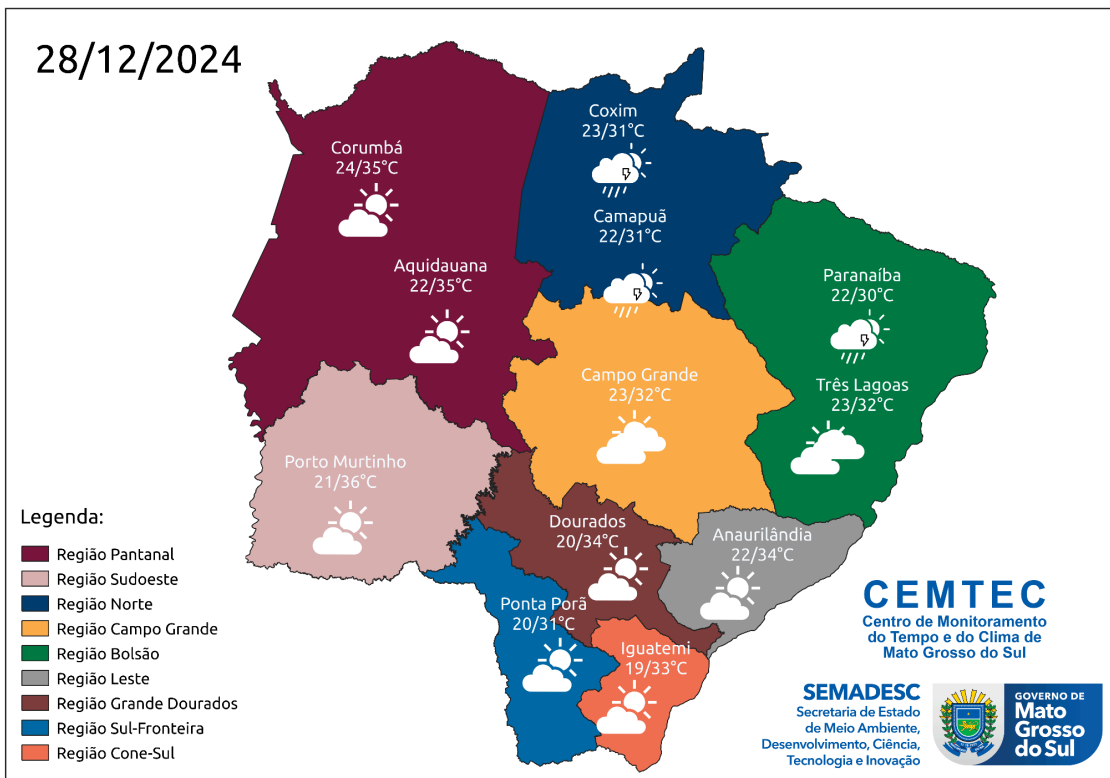 28/12/2024
Coxim
23/31°C
Corumbá
24/35°C
Camapuã
22/31°C
Aquidauana
22/35°C
Paranaíba
22/30°C
Campo Grande
23/32°C
Três Lagoas
23/32°C
Porto Murtinho
21/36°C
Dourados
20/34°C
Anaurilândia
22/34°C
Ponta Porã
20/31°C
Iguatemi
19/33°C
Legenda:
Região Pantanal
Região Sudoeste
Região Norte
Região Campo Grande
Região Bolsão
Região Leste
Região Grande Dourados
Região Sul-Fronteira
Região Cone-Sul
CEMTEC
Centro de Monitoramento
do Tempo e do Clima de
Mato Grosso do Sul
SEMADESC
Secretaria de Estado
de Meio Ambiente,
Desenvolvimento, Ciência,
Tecnologia e Inovação
GOVERNO DE
Mato
Grosso
do Sul